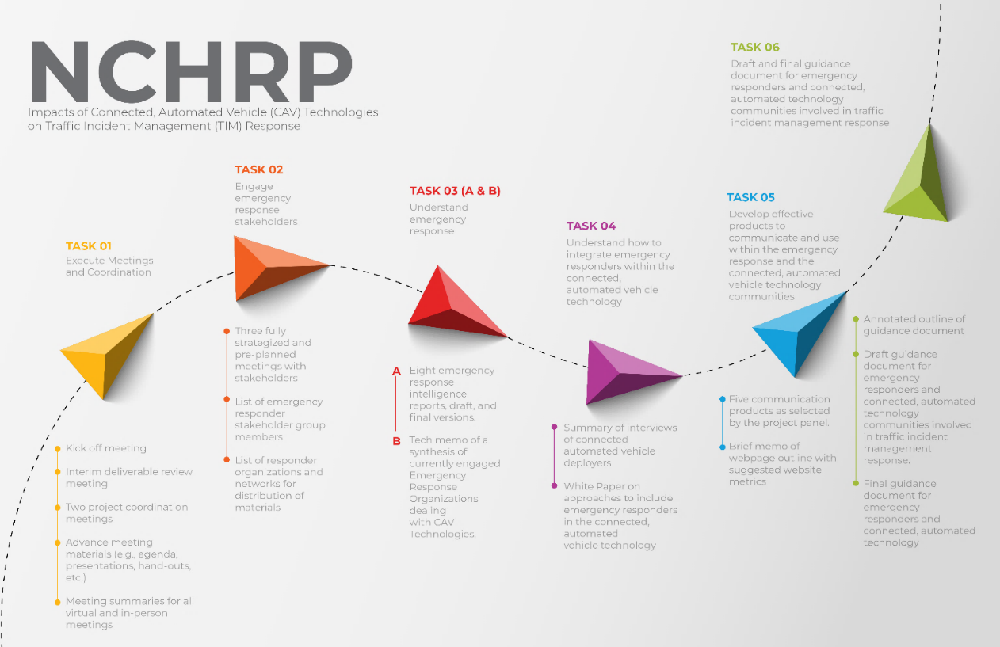 NCHRP
Impacts of Connected, Automated Vehicle (CAV) Technologies
on Traffic Incident Management (TIM) Response
TASK 01
Execute Meetings
and Coordination
Kick off meeting
Interim deliverable review
meeting
Two project coordination
meetings
Advance meeting
materials (e.g., agenda,
presentations, hand-outs,
etc.)
Meeting summaries for all
virtual and in-person
meetings
TASK 02
Engage
emergency
response
stakeholders
Three fully
strategized and
pre-planned
meetings with
stakeholders
List of emergency
responder
stakeholder group
members
List of responder
organizations and
networks for
distribution of
materials
TASK 03 (A & B)
Understand
emergency
response
A Eight emergency
response
intelligence
reports, draft, and
final versions.
B Tech memo of a
synthesis of
currently engaged
Emergency
Response
Organizations
dealing
with CAV
Technologies.
TASK 04
Understand how to
integrate emergency
responders within the
connected,
automated vehicle
technology
Summary of interviews
of connected
automated vehicle
deployers
White Paper on
approaches to include
emergency responders
in the connected,
automated
vehicle technology
TASK 05
Develop effective
products to
communicate and use
within the emergency
response and the
connected, automated
vehicle technology
communities
Five communication
products as selected
by the project panel.
Brief memo of
webpage outline with
suggested website
metrics
TASK 06
Draft and final guidance
document for emergency
responders and connected,
automated technology
communities involved in traffic
incident management response
Annotated outline of
guidance document
Draft guidance
document for
emergency
responders and
connected, automated
technology
communities involved
in traffic incident
management
response.
Final guidance
document for
emergency
responders and
connected, automated
technology